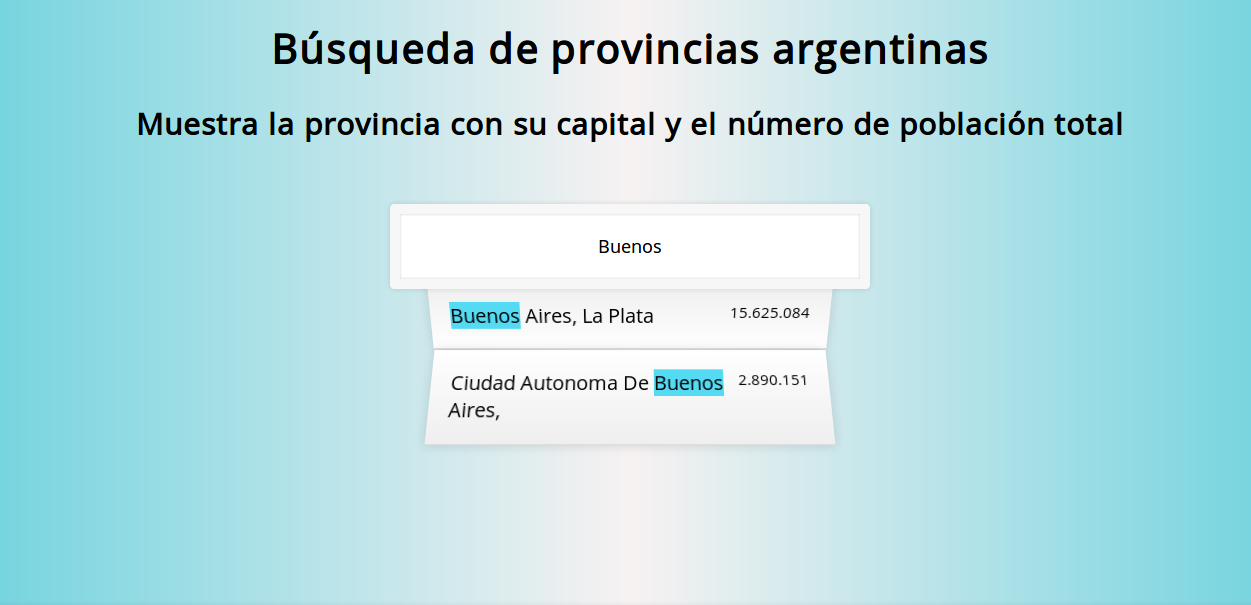 Búsqueda de provincias argentinas
Muestra la provincia con su capital y el número de población total
Buenos
Buenos Aires, La Plata 15.625.084
Ciudad Autonoma De Buenos 2.890.151
Aires,